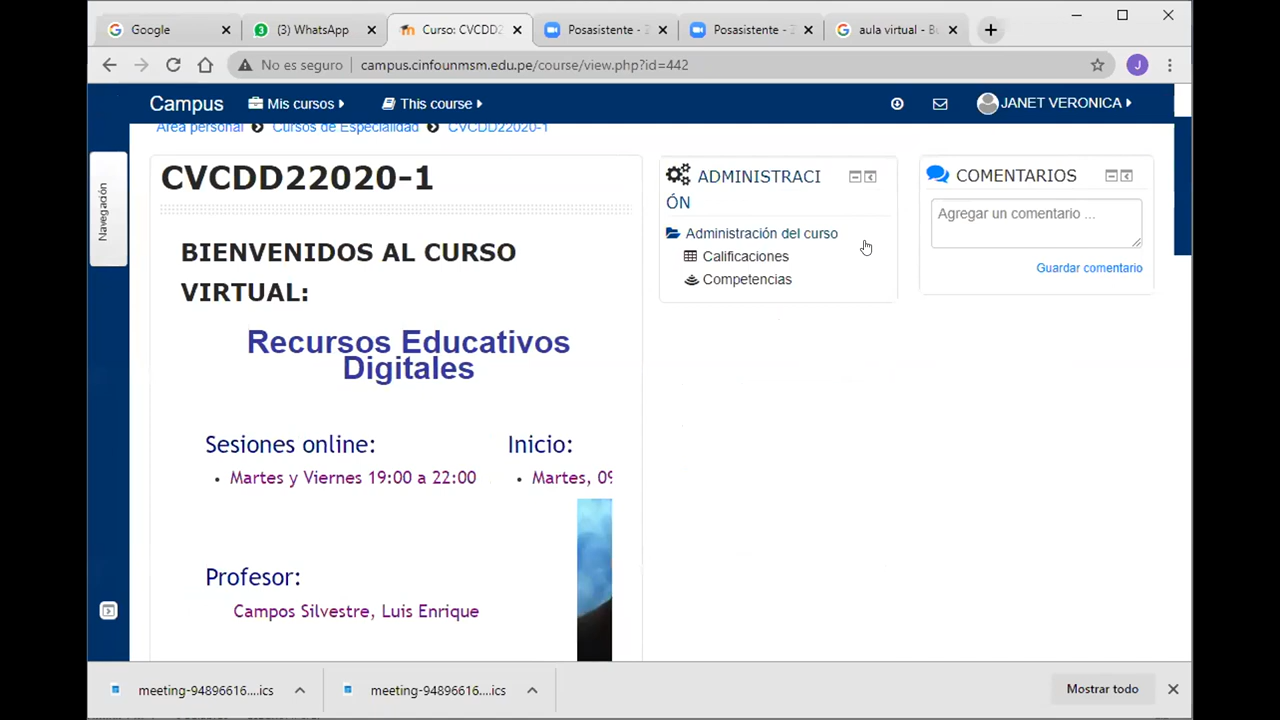 Google
(3) WhatsApp
Curso: CVCDD2
Posasistente - Z
Posasistente - Z
aula virtual - B
No es seguro
campus.cinfounmsm.edu.pe/course/view.php?id=442
J
Campus
Mis cursos
This course
JANET VERONICA
Área personal
Cursos de Especialidad
CVCDD22020-1
Navegación
CVCDD22020-1
BIENVENIDOS AL CURSO
VIRTUAL:
Recursos Educativos
Digitales
Sesiones online:
Martes y Viernes 19:00 a 22:00
Inicio:
Martes, 09
Profesor:
Campos Silvestre, Luis Enrique
ADMINISTRACI
ÓN
Administración del curso
Calificaciones
Competencias
COMENTARIOS
Agregar un comentario ...
Guardar comentario
meeting-94896616....ics
meeting-94896616....ics
Mostrar todo